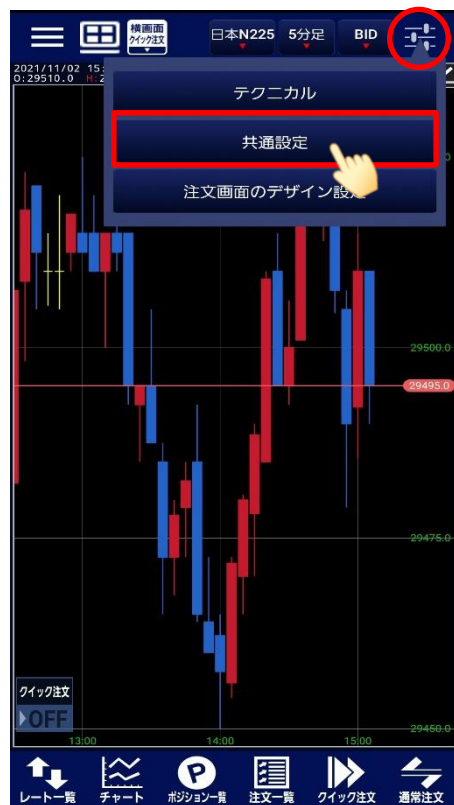 横画面
クイック注文
日本N225 5分足 BID
2021/11/02 15:
O:29510.0 H:2
テクニカル
共通設定
注文画面のデザイン設定
29500.0
29495.0
29475.0
クイック注文
OFF
29450.0
13:00 14:00 15:00
レート一覧 チャート ポジション一覧 注文一覧 クイック注文 通常注文